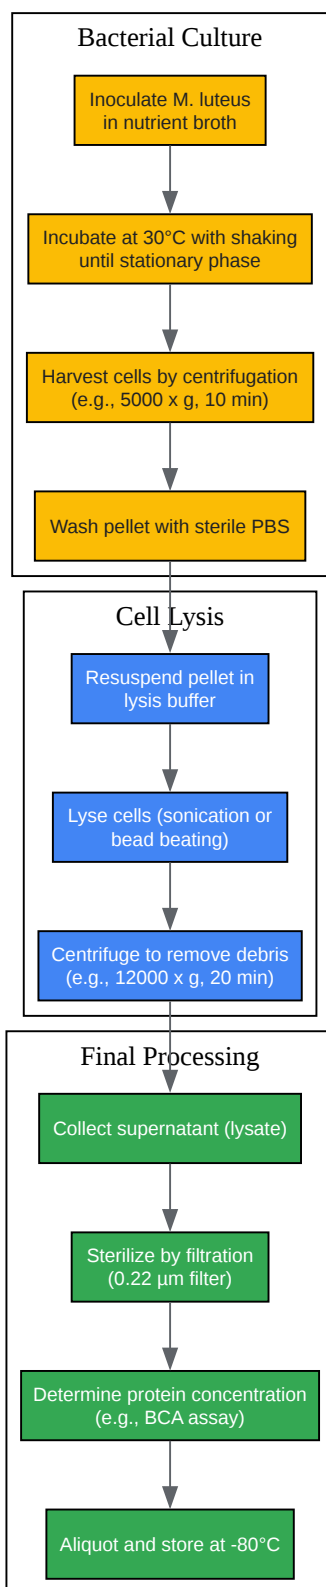 Bacterial Culture
Inoculate M. luteus
in nutrient broth
Incubate at 30°C with shaking
until stationary phase
Harvest cells by centrifugation
(e.g., 5000 x g, 10 min)
Wash pellet with sterile PBS
Cell Lysis
Resuspend pellet in
lysis buffer
Lyse cells (sonication or
bead beating)
Centrifuge to remove debris
(e.g., 12000 x g, 20 min)
Final Processing
Collect supernatant (lysate)
Sterilize by filtration
(0.22 µm filter)
Determine protein concentration
(e.g., BCA assay)
Aliquot and store at -80°C